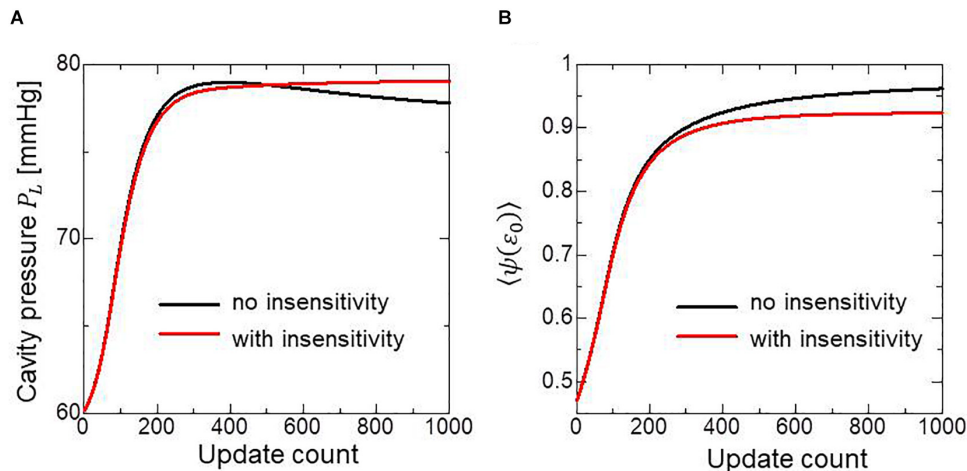 A
Cavity pressure P_L [mmHg]
80
70
60
no insensitivity
with insensitivity
0 200 400 600 800 1000
Update count
B
⟨ψ(ε₀)⟩
1
0.9
0.8
0.7
0.6
0.5
no insensitivity
with insensitivity
0 200 400 600 800 1000
Update count